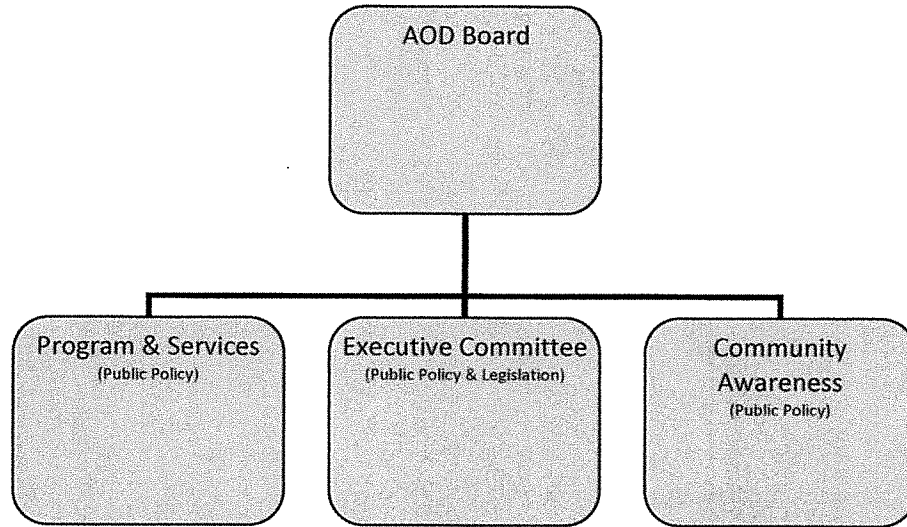 AOD Board
Program & Services
(Public Policy)
Executive Committee
(Public Policy & Legislation)
Community
Awareness
(Public Policy)